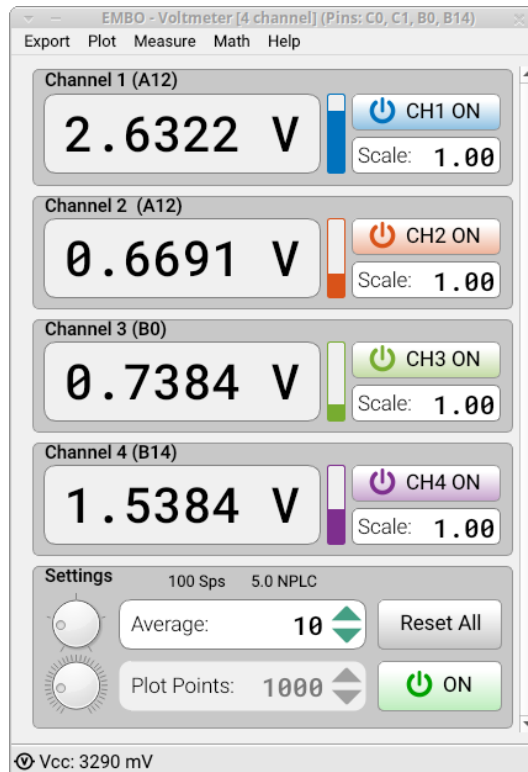 EMBO - Voltmeter [4 channel] (Pins: C0, C1, B0, B14)
Export Plot Measure Math Help
Channel 1 (A12)
2.6322 V
CH1 ON
Scale: 1.00
Channel 2 (A12)
0.6691 V
CH2 ON
Scale: 1.00
Channel 3 (B0)
0.7384 V
CH3 ON
Scale: 1.00
Channel 4 (B14)
1.5384 V
CH4 ON
Scale: 1.00
Settings 100 Sps 5.0 NPLC
Average: 10
Reset All
Plot Points: 1000
ON
Vcc: 3290 mV